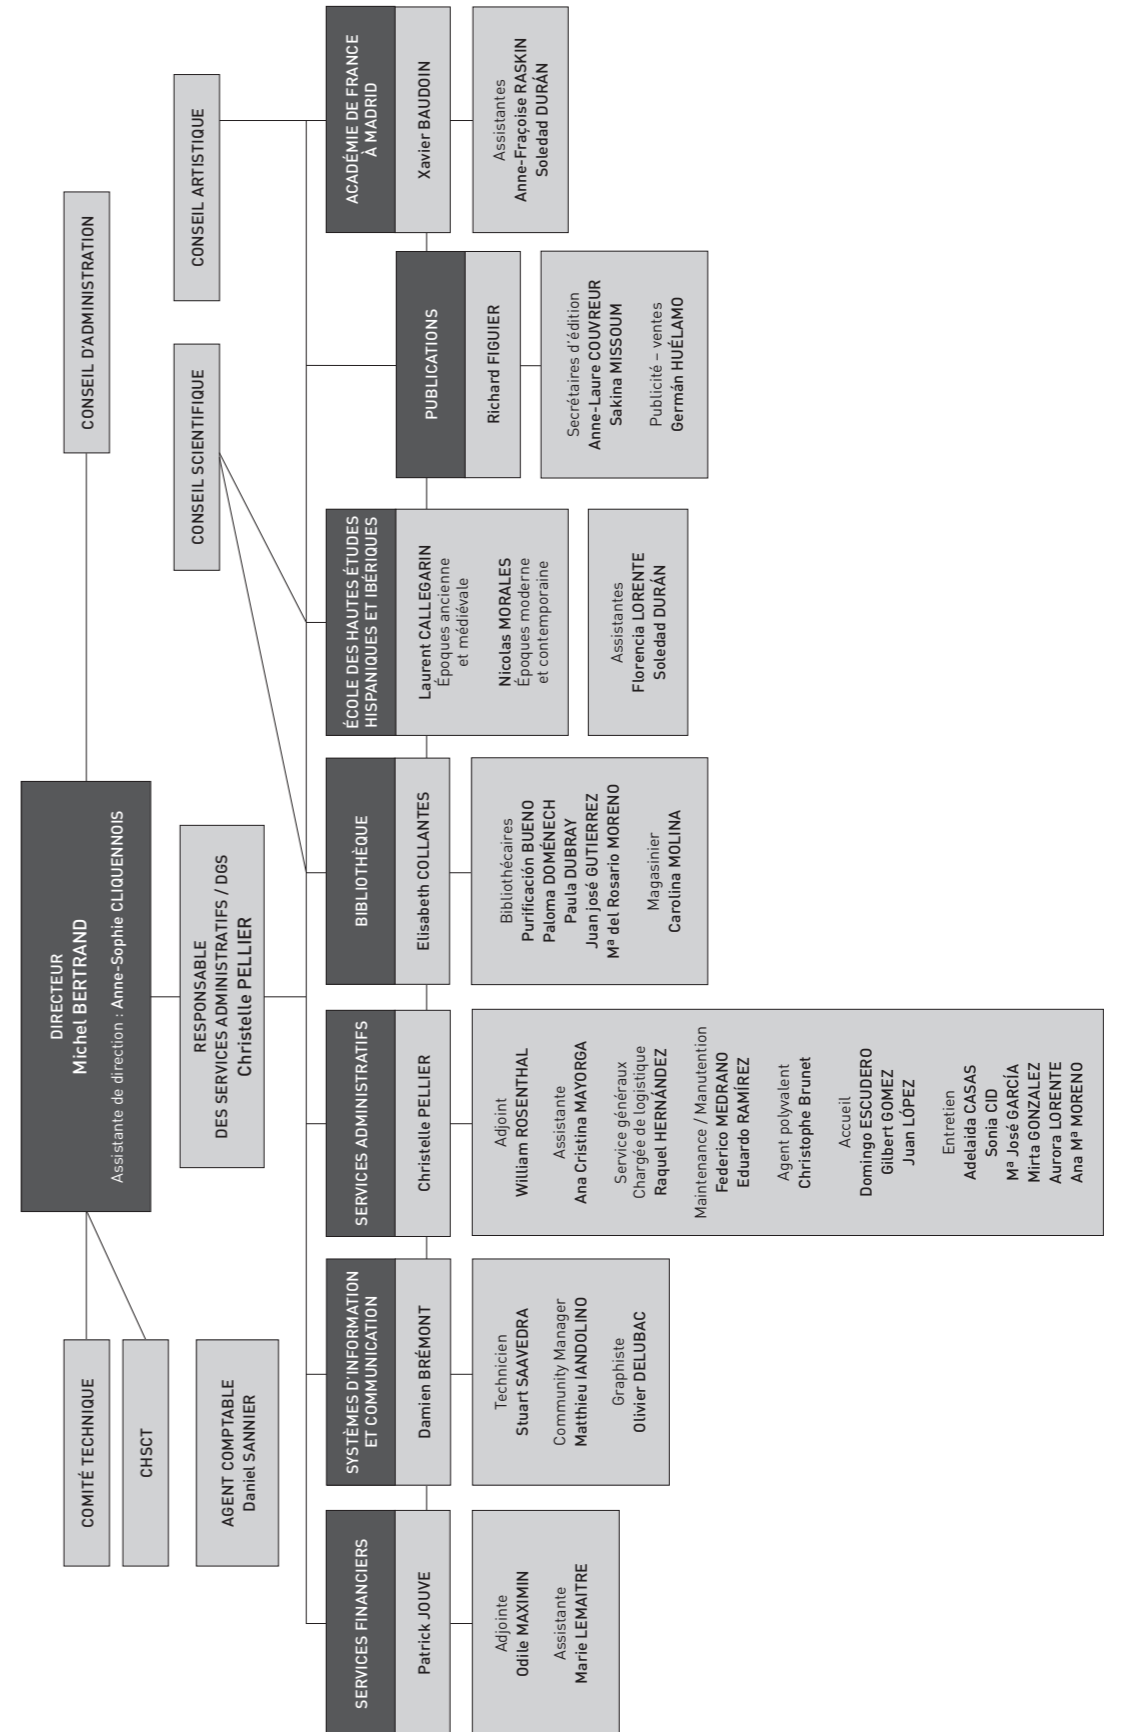 DIRECTEUR
Michel BERTRAND
Assistante de direction : Anne-Sophie CLIQUENNOIS
CONSEIL D'ADMINISTRATION
COMITÉ TECHNIQUE
CHSCT
AGENT COMPTABLE
Daniel SANNIER
RESPONSABLE
DES SERVICES ADMINISTRATIFS / DGS
Christelle PELLIER
CONSEIL SCIENTIFIQUE
CONSEIL ARTISTIQUE
SERVICES FINANCIERS
Patrick JOUVE
Adjointe
Odile MAXIMIN
Assistante
Marie LEMAITRE
SYSTÈMES D'INFORMATION
ET COMMUNICATION
Damien BRÉMONT
Technicien
Stuart SAAVEDRA
Community Manager
Matthieu IANDOLINO
Graphiste
Olivier DELUBAC
SERVICES ADMINISTRATIFS
Christelle PELLIER
Adjoint
William ROSENTHAL
Assistante
Ana Cristina MAYORGA
Service généraux
Chargée de logistique
Raquel HERNÁNDEZ
Maintenance / Manutention
Federico MEDRANO
Eduardo RAMÍREZ
Agent polyvalent
Christophe Brunet
Accueil
Domingo ESCUDERO
Gilbert GOMEZ
Juan LÓPEZ
Entretien
Adelaida CASAS
Sonia CID
Mª José GARCÍA
Mirta GONZALEZ
Aurora LORENTE
Ana Mª MORENO
BIBLIOTHÈQUE
Elisabeth COLLANTES
Bibliothécaires
Purificación BUENO
Paloma DOMÉNECH
Paula DUBRAY
Juan josé GUTIERREZ
Mª del Rosario MORENO
Magasinier
Carolina MOLINA
ÉCOLE DES HAUTES ÉTUDES
HISPANIQUES ET IBÉRIQUES
Laurent CALLEGARIN
Époques ancienne
et médiévale
Nicolas MORALES
Époques moderne
et contemporaine
Assistantes
Florencia LORENTE
Soledad DURÁN
PUBLICATIONS
Richard FIGUIER
Secrétaires d'édition
Anne-Laure COUVREUR
Sakina MISSOUM
Publicité – ventes
Germán HUÉLAMO
ACADÉMIE DE FRANCE
À MADRID
Xavier BAUDOIN
Assistantes
Anne-Fraçoise RASKIN
Soledad DURÁN